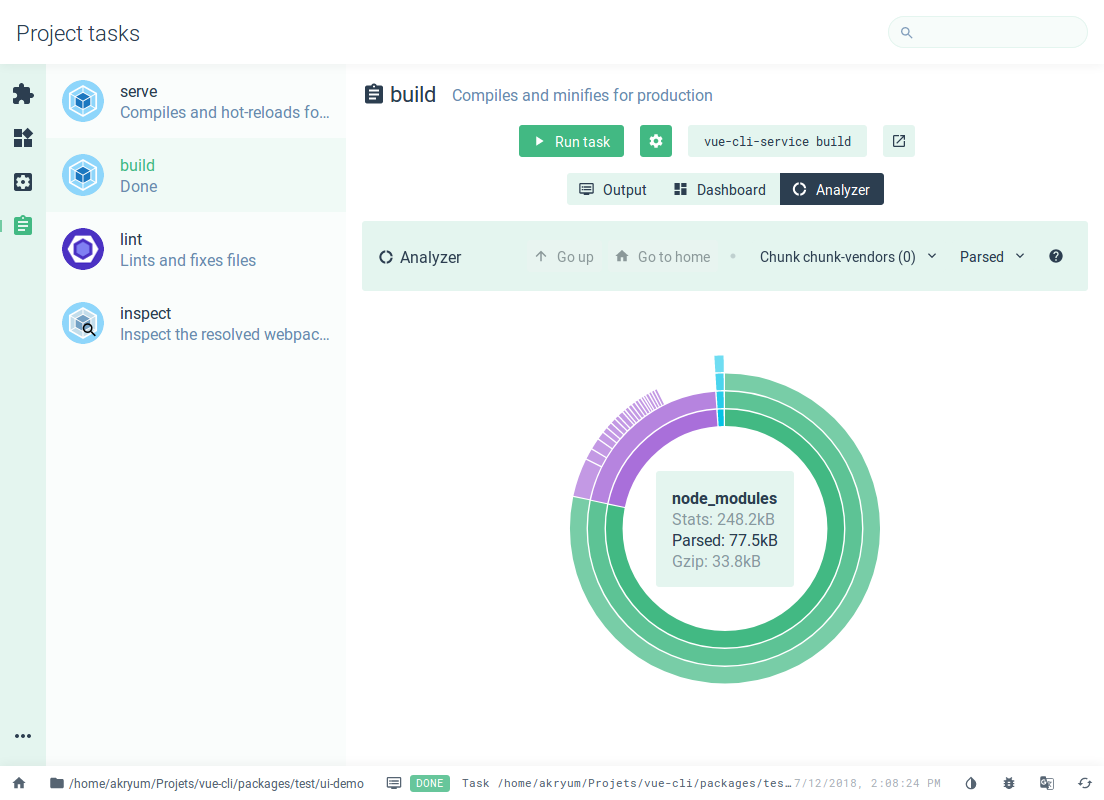 Project tasks
serve
Compiles and hot-reloads fo...
build
Done
lint
Lints and fixes files
inspect
Inspect the resolved webpac...
build Compiles and minifies for production
Run task vue-cli-service build
Output Dashboard Analyzer
Analyzer Go up Go to home Chunk chunk-vendors (0) Parsed
node_modules
Stats: 248.2kB
Parsed: 77.5kB
Gzip: 33.8kB
/home/akryum/Projets/vue-cli/packages/test/ui-demo DONE Task /home/akryum/Projets/vue-cli/packages/tes... 7/12/2018, 2:08:24 PM